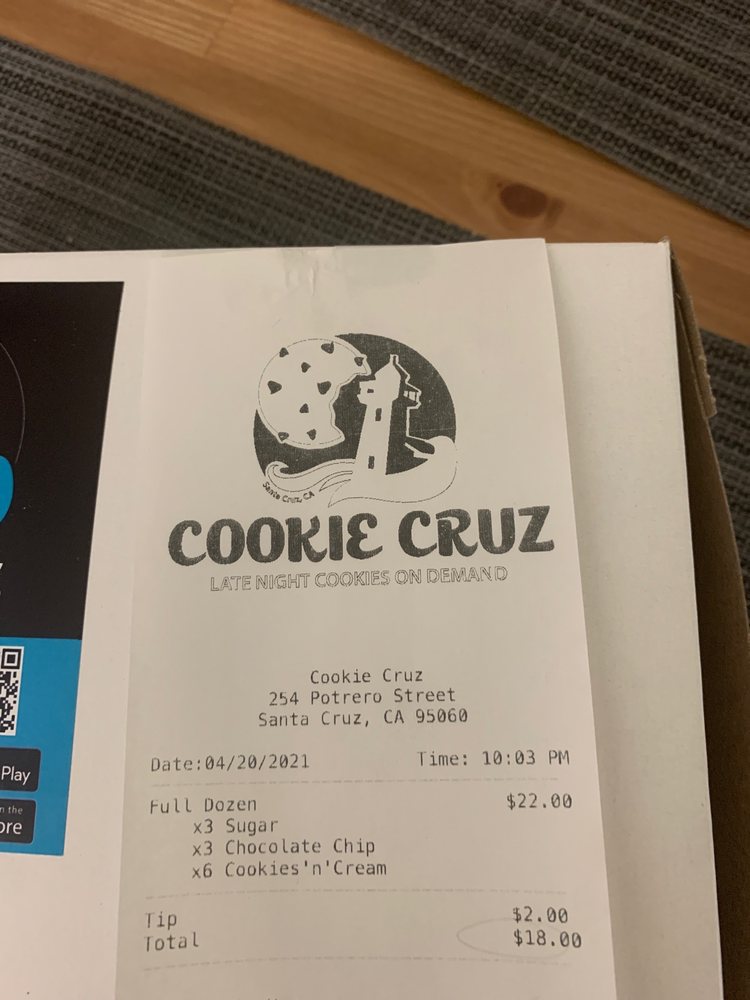 Santa Cruz, CA
COOKIE CRUZ
LATE NIGHT COOKIES ON DEMAND
Cookie Cruz
254 Potrero Street
Santa Cruz, CA 95060
Date:04/20/2021 Time: 10:03 PM
Full Dozen $22.00
x3 Sugar
x3 Chocolate Chip
x6 Cookies'n'Cream
Tip $2.00
Total $18.00
Play
n the
ore